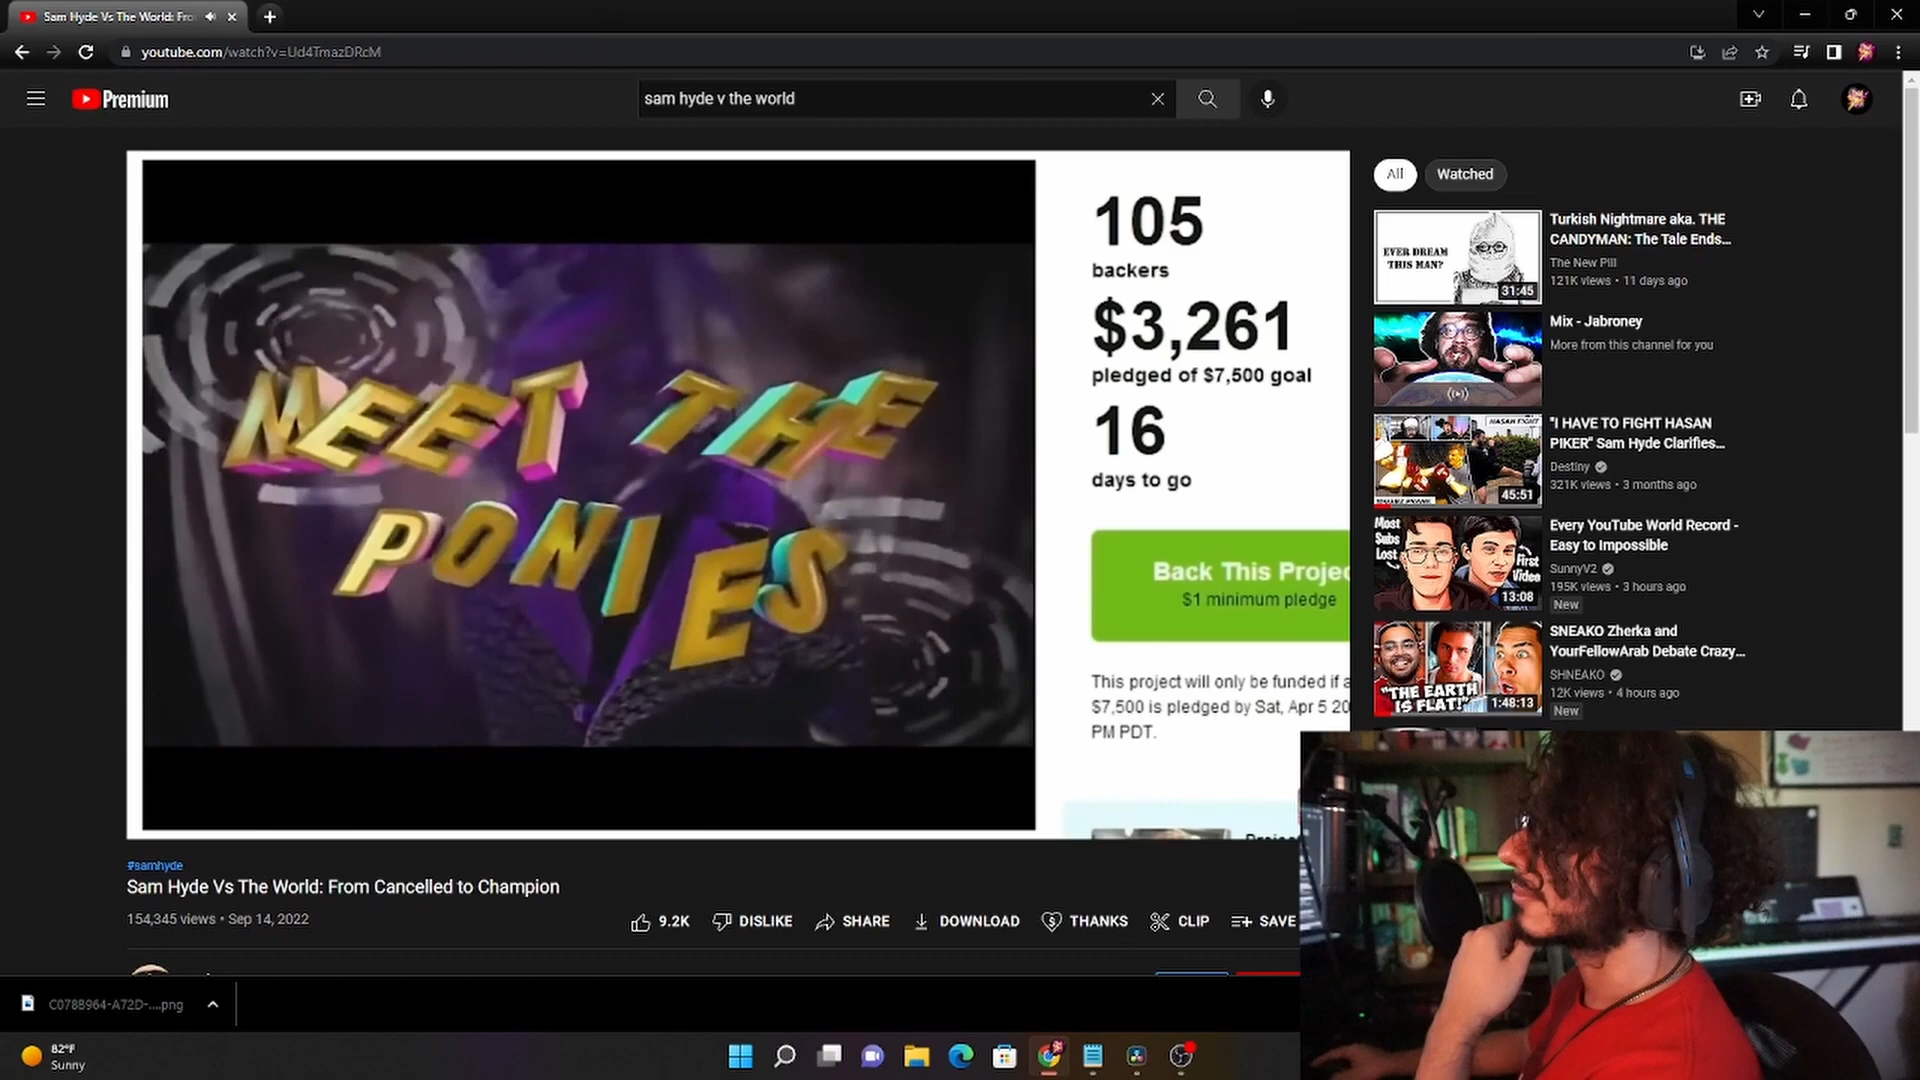 Sam Hyde Vs The World: Fro
youtube.com/watch?v=Ud4TmazDRcM
Premium
sam hyde v the world
MEET THE
PONIES
105
backers
$3,261
pledged of $7,500 goal
16
days to go
Back This Projec
$1 minimum pledge
This project will only be funded if a
$7,500 is pledged by Sat, Apr 5 20
PM PDT.
All
Watched
EVER DREAM
THIS MAN?
31:45
Turkish Nightmare aka. THE
CANDYMAN: The Tale Ends...
The New Pill
121K views • 11 days ago
Mix - Jabroney
More from this channel for you
HASAN FIGHT
45:51
"I HAVE TO FIGHT HASAN
PIKER" Sam Hyde Clarifies...
Destiny
321K views • 3 months ago
Most
Subs
Lost
First
Video
13:08
Every YouTube World Record -
Easy to Impossible
SunnyV2
195K views • 3 hours ago
New
"THE EARTH
IS FLAT!"
1:48:13
SNEAKO Zherka and
YourFellowArab Debate Crazy...
SHNEAKO
12K views • 4 hours ago
New
#samhyde
Sam Hyde Vs The World: From Cancelled to Champion
154,345 views • Sep 14, 2022
9.2K
DISLIKE
SHARE
DOWNLOAD
THANKS
CLIP
SAVE
C0788964-A72D-....png
82°F
Sunny